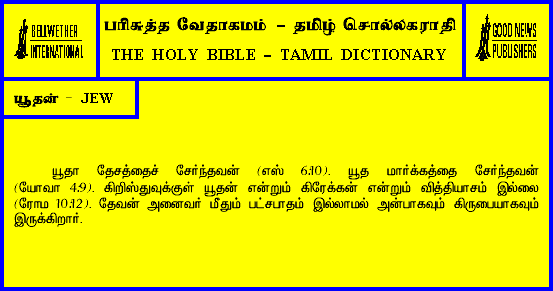 BELLWETHER
INTERNATIONAL
பரிசுத்த வேதாகமம் - தமிழ் சொல்லகராதி
THE HOLY BIBLE - TAMIL DICTIONARY
GOOD NEWS
PUBLISHERS
யூதன் - JEW
யூதா தேசத்தைச் சேர்ந்தவன் (எஸ் 6:10). யூத மார்க்கத்தை சேர்ந்தவன்
(யோவா 4:9). கிறிஸ்துவுக்குள் யூதன் என்றும் கிரேக்கன் என்றும் வித்தியாசம் இல்லை
(ரோம 10:12). தேவன் அனைவர் மீதும் பட்சபாதம் இல்லாமல் அன்பாகவும் கிருபையாகவும்
இருக்கிறார்.